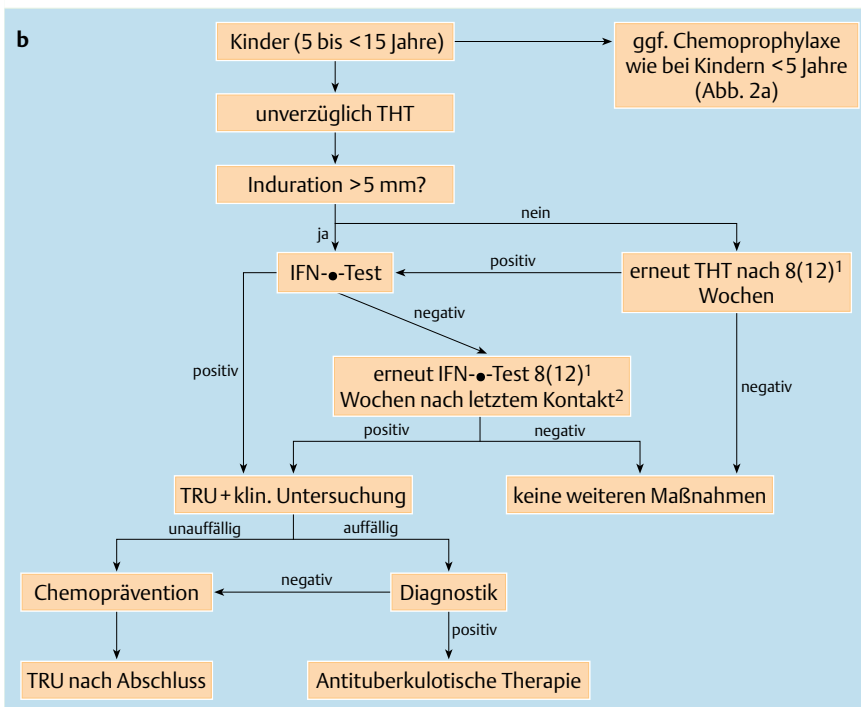 b
Kinder (5 bis <15 Jahre)
ggf. Chemoprophylaxe
wie bei Kindern <5 Jahre
(Abb. 2a)
unverzüglich THT
Induration >5 mm?
nein
ja
IFN-●-Test
positiv
erneut THT nach 8(12)¹
Wochen
negativ
positiv
erneut IFN-●-Test 8(12)¹
Wochen nach letztem Kontakt²
negativ
positiv
negativ
TRU+klin. Untersuchung
keine weiteren Maßnahmen
unauffällig
auffällig
Chemoprävention
negativ
Diagnostik
positiv
TRU nach Abschluss
Antituberkulotische Therapie